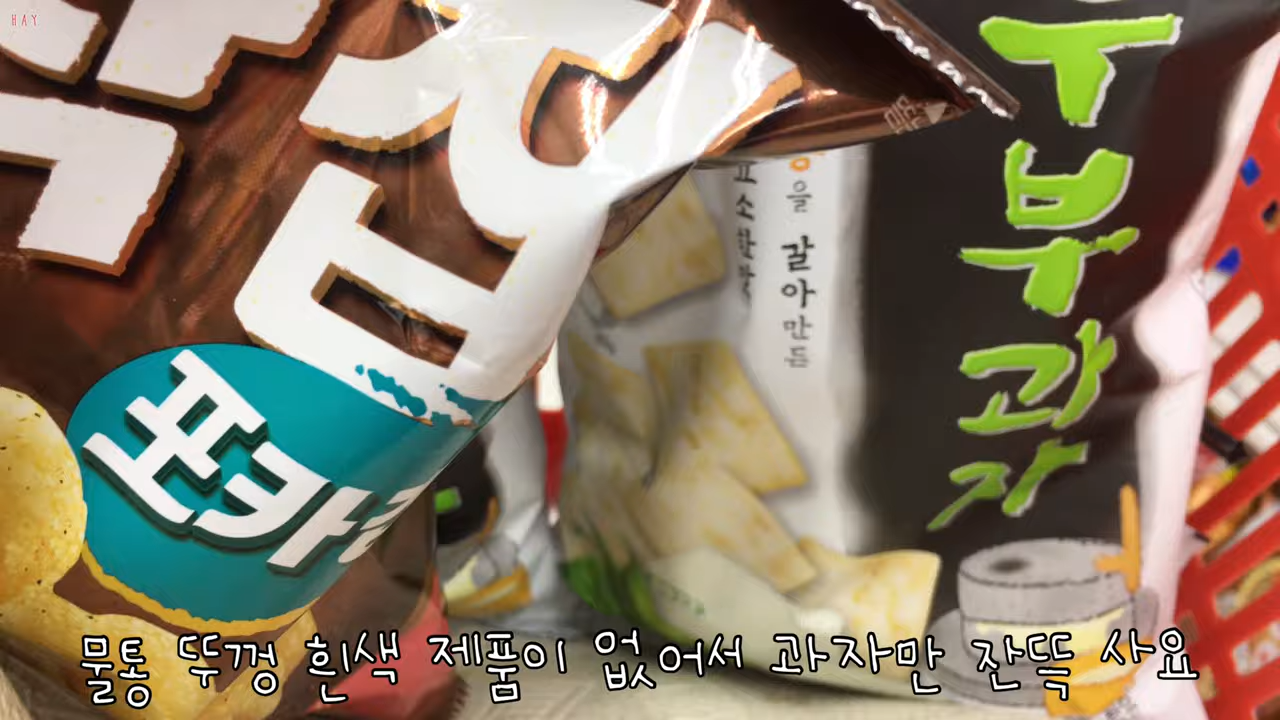 HAY
포카
두부과자
을 갈아만든
고소한맛
물통 뚜껑 흰색 제품이 없어서 과자만 잔뜩 사요